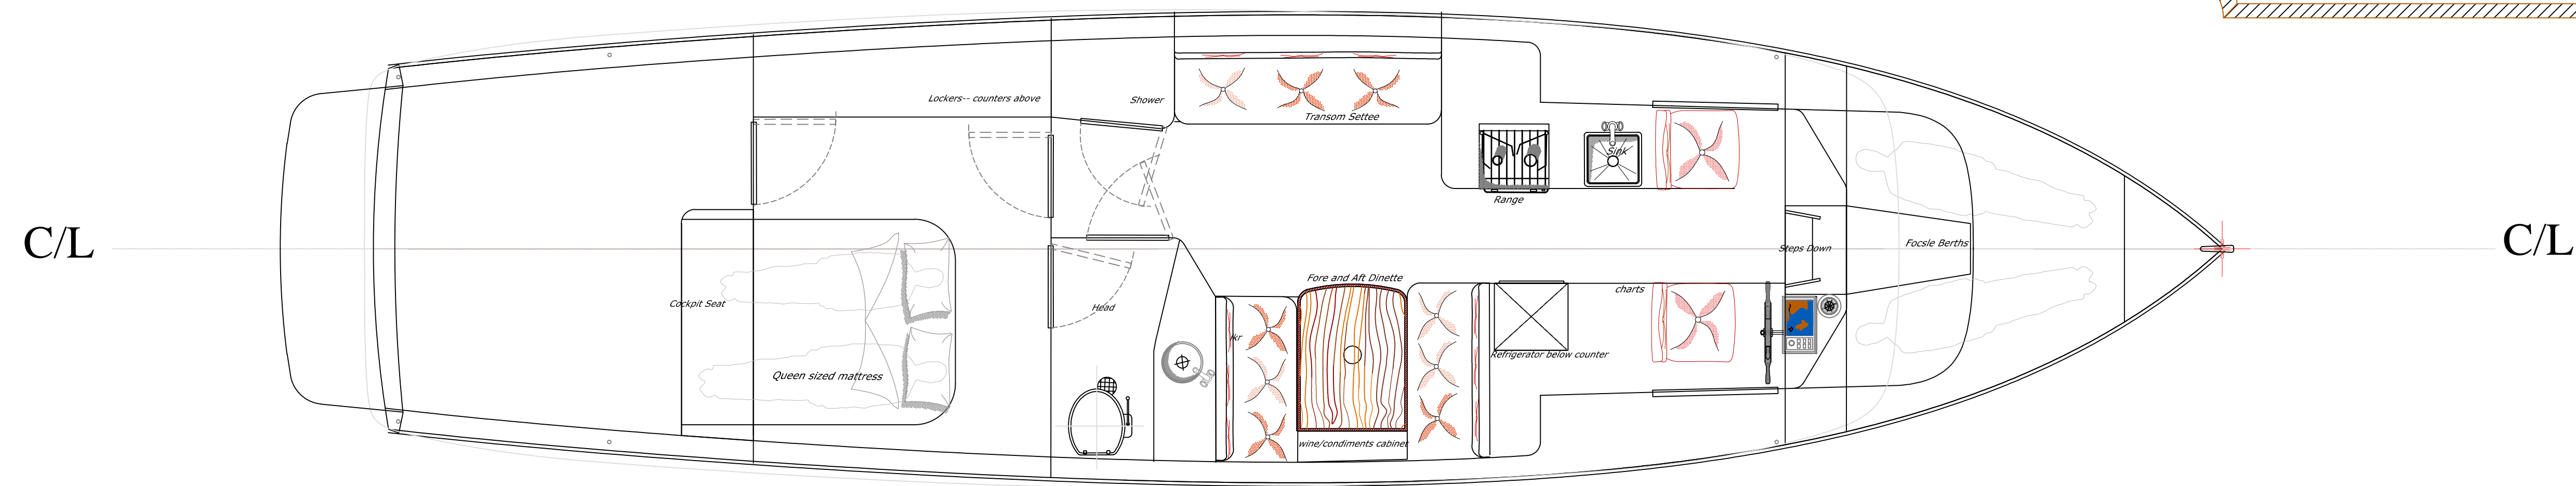 Lockers-- counters above
Shower
Transom Settee
Sink
Range
C/L
C/L
Steps Down
Focsle Berths
Fore and Aft Dinette
charts
Cockpit Seat
Head
lkr
Refrigerator below counter
Queen sized mattress
wine/condiments cabinet